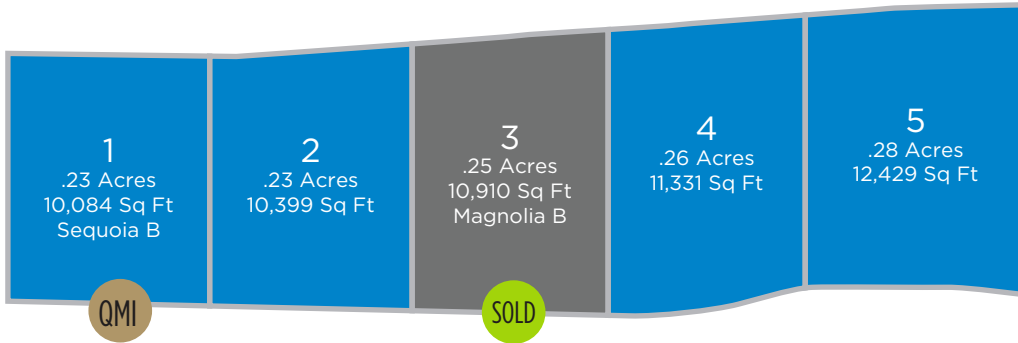 1
.23 Acres
10,084 Sq Ft
Sequoia B
QMI
2
.23 Acres
10,399 Sq Ft
3
.25 Acres
10,910 Sq Ft
Magnolia B
SOLD
4
.26 Acres
11,331 Sq Ft
5
.28 Acres
12,429 Sq Ft